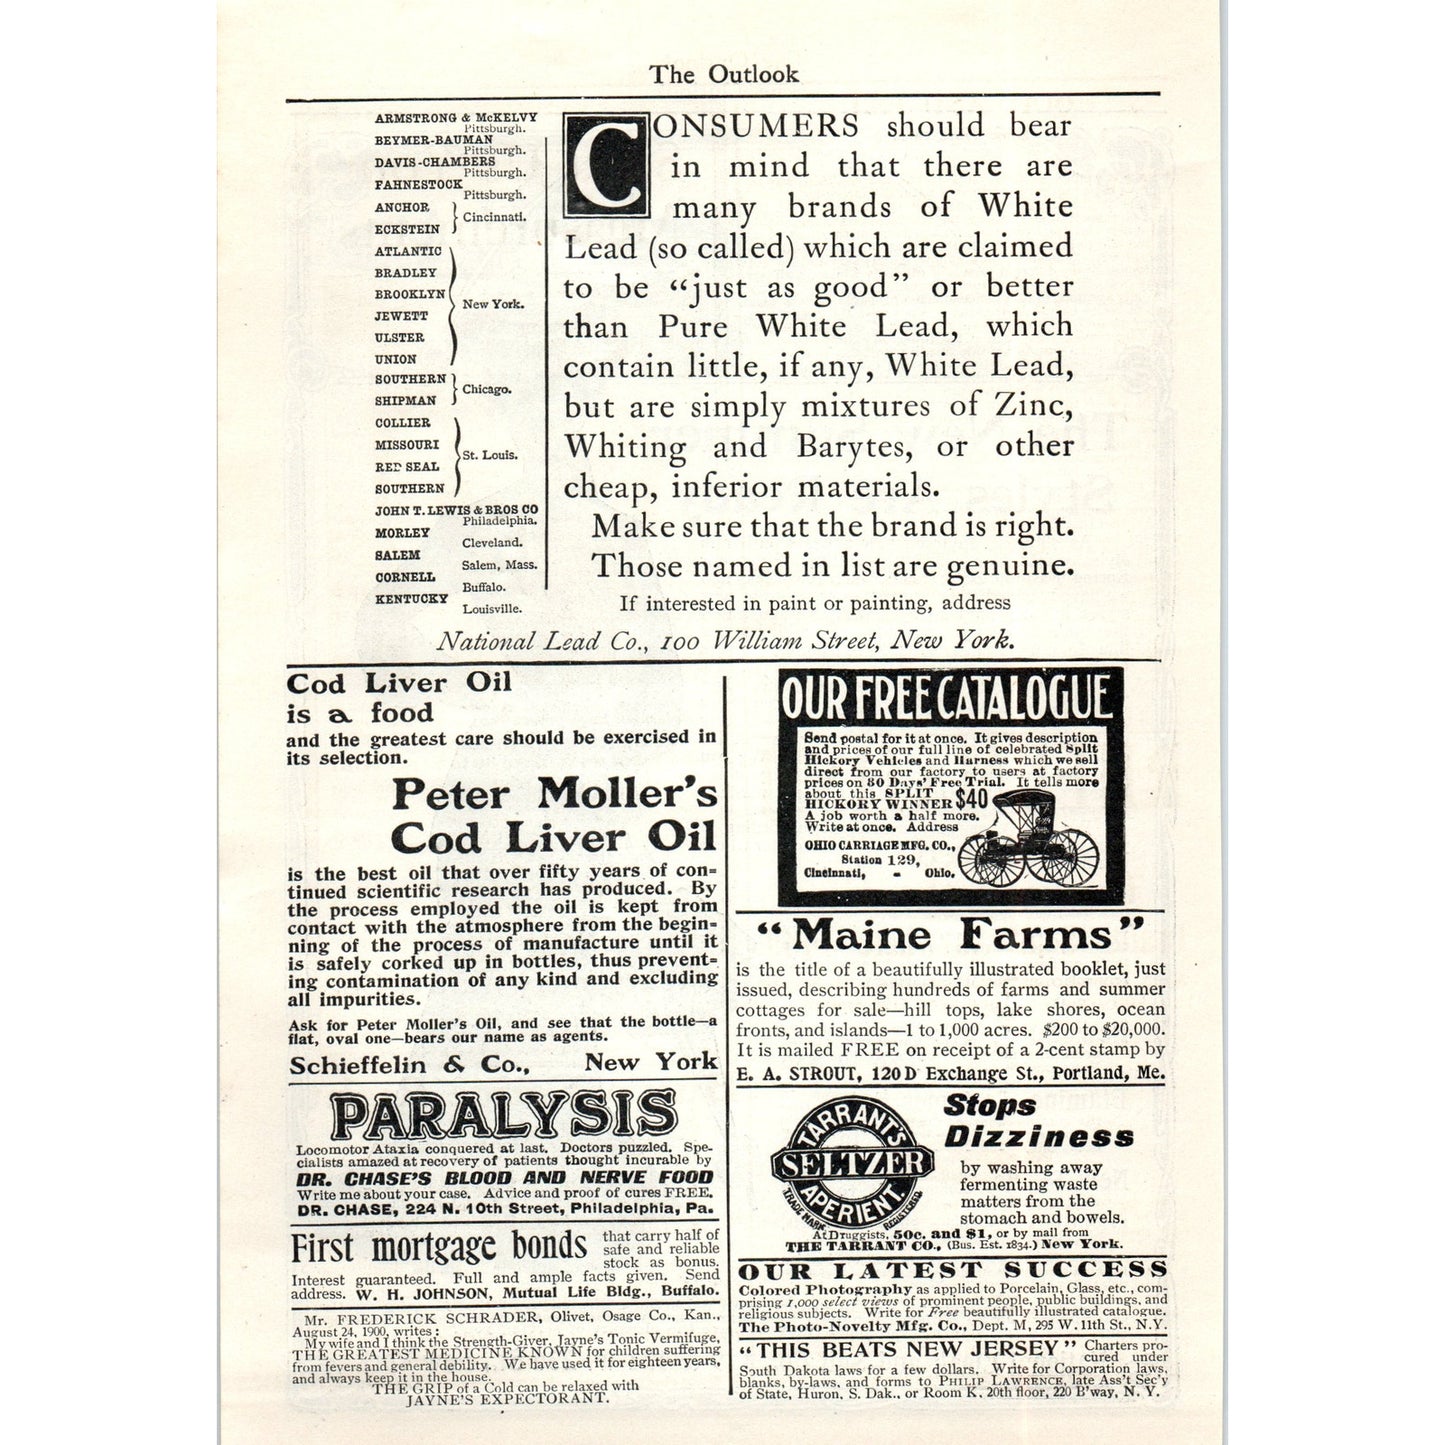 The Outlook
ARMSTRONG & McKELVY
Pittsburgh.
BEYMER-BAUMAN
Pittsburgh.
DAVIS-CHAMBERS
Pittsburgh.
FAHNESTOCK
Pittsburgh.
ANCHOR
ECKSTEIN
Cincinnati.
ATLANTIC
BRADLEY
BROOKLYN
JEWETT
ULSTER
UNION
New York.
SOUTHERN
SHIPMAN
Chicago.
COLLIER
MISSOURI
RED SEAL
SOUTHERN
St. Louis.
JOHN T. LEWIS & BROS CO
Philadelphia.
MORLEY
Cleveland.
SALEM
Salem, Mass.
CORNELL
Buffalo.
KENTUCKY
Louisville.
CONSUMERS should bear
in mind that there are
many brands of White
Lead (so called) which are claimed
to be “just as good” or better
than Pure White Lead, which
contain little, if any, White Lead,
but are simply mixtures of Zinc,
Whiting and Barytes, or other
cheap, inferior materials.
Make sure that the brand is right.
Those named in list are genuine.
If interested in paint or painting, address
National Lead Co., 100 William Street, New York.
Cod Liver Oil
is a food
and the greatest care should be exercised in
its selection.
Peter Moller's
Cod Liver Oil
is the best oil that over fifty years of con-
tinued scientific research has produced. By
the process employed the oil is kept from
contact with the atmosphere from the begin-
ning of the process of manufacture until it
is safely corked up in bottles, thus prevent-
ing contamination of any kind and excluding
all impurities.
Ask for Peter Moller's Oil, and see that the bottle—a
flat, oval one—bears our name as agents.
Schieffelin & Co., New York
PARALYSIS
Locomotor Ataxia conquered at last. Doctors puzzled. Spe-
cialists amazed at recovery of patients thought incurable by
DR. CHASE'S BLOOD AND NERVE FOOD
Write me about your case. Advice and proof of cures FREE.
DR. CHASE, 224 N. 10th Street, Philadelphia, Pa.
First mortgage bonds that carry half of
safe and reliable
stock as bonus.
Interest guaranteed. Full and ample facts given. Send
address. W. H. JOHNSON, Mutual Life Bldg., Buffalo.
Mr. FREDERICK SCHRADER, Olivet, Osage Co., Kan.,
August 24, 1900, writes:
My wife and I think the Strength-Giver, Jayne's Tonic Vermifuge,
THE GREATEST MEDICINE KNOWN for children suffering
from fevers and general debility. We have used it for eighteen years,
and always keep it in the house.
THE GRIP of a Cold can be relaxed with
JAYNE'S EXPECTORANT.
OUR FREE CATALOGUE
Send postal for it at once. It gives description
and prices of our full line of celebrated Split
Hickory Vehicles and Harness which we sell
direct from our factory to users at factory
prices on 30 Days' Free Trial. It tells more
about this SPLIT
HICKORY WINNER $40
A job worth a half more.
Write at once. Address
OHIO CARRIAGE MFG. CO.,
Station 129,
Cincinnati, - Ohio.
“Maine Farms”
is the title of a beautifully illustrated booklet, just
issued, describing hundreds of farms and summer
cottages for sale—hill tops, lake shores, ocean
fronts, and islands—1 to 1,000 acres. $200 to $20,000.
It is mailed FREE on receipt of a 2-cent stamp by
E. A. STROUT, 120 D Exchange St., Portland, Me.
TARRANT'S
SELTZER
APERIENT.
TRADE MARK REGISTERED.
Stops
Dizziness
by washing away
fermenting waste
matters from the
stomach and bowels.
At Druggists, 50c. and $1, or by mail from
THE TARRANT CO., (Bus. Est. 1834.) New York.
OUR LATEST SUCCESS
Colored Photography as applied to Porcelain, Glass, etc., com-
prising 1,000 select views of prominent people, public buildings, and
religious subjects. Write for Free beautifully illustrated catalogue.
The Photo-Novelty Mfg. Co., Dept. M, 295 W. 11th St., N.Y.
“THIS BEATS NEW JERSEY” Charters pro-
cured under
South Dakota laws for a few dollars. Write for Corporation laws,
blanks, by-laws, and forms to PHILIP LAWRENCE, late Ass't Sec'y
of State, Huron, S. Dak., or Room K, 20th floor, 220 B'way, N. Y.